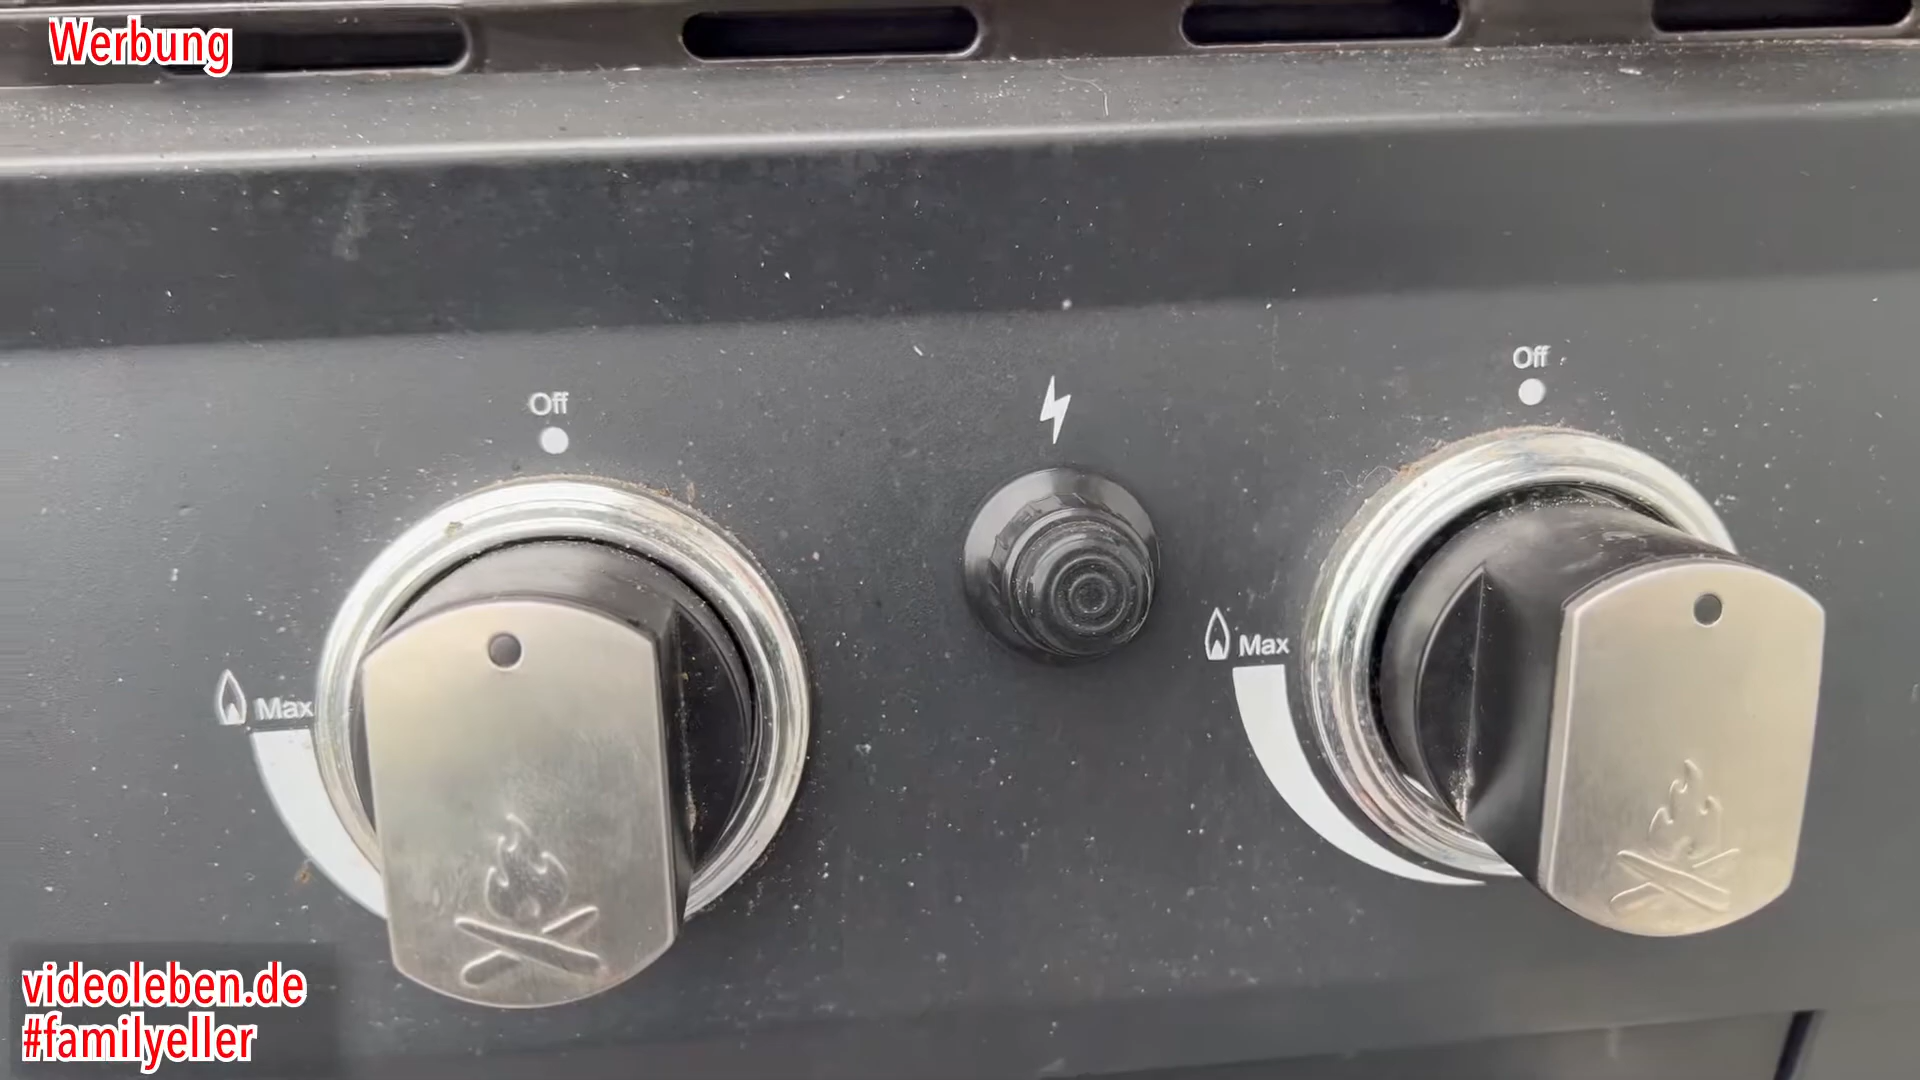 Werbung
Off
Off
Max
Max
videoleben.de
#familyeller